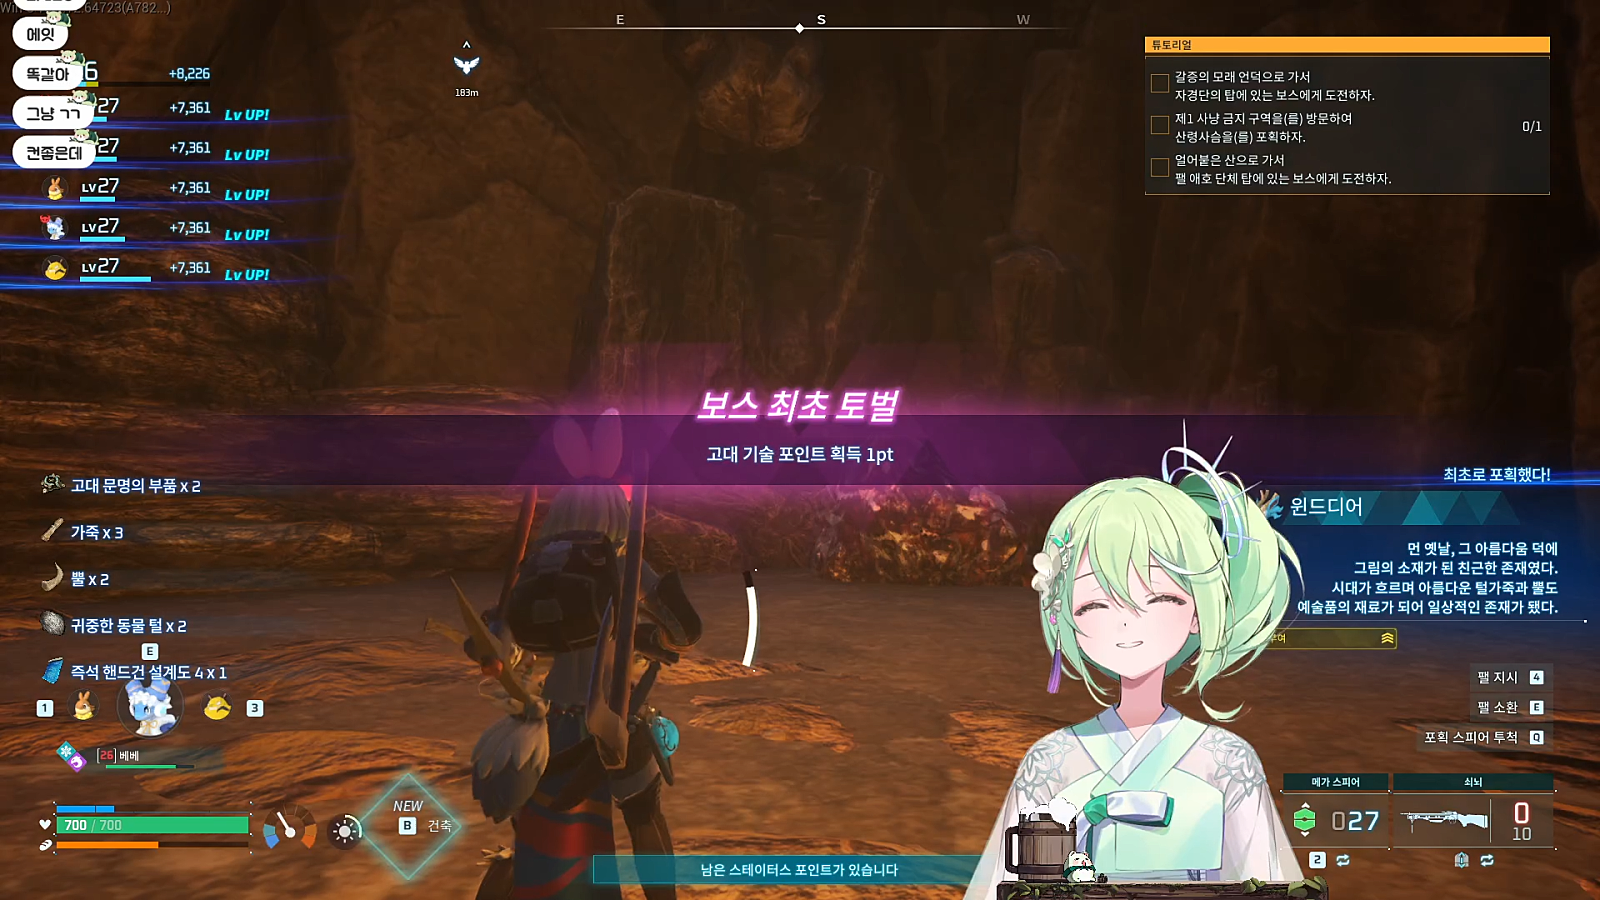 에잇
똑같아
그냥 ㄱㄱ
컨좋은데
6 +8,226
27 +7,361 Lv UP!
27 +7,361 Lv UP!
Lv 27 +7,361 Lv UP!
Lv 27 +7,361 Lv UP!
Lv 27 +7,361 Lv UP!
E S W
183m
튜토리얼
갈증의 모래 언덕으로 가서
자경단의 탑에 있는 보스에게 도전하자.
제1 사냥 금지 구역을(를) 방문하여
산령사슴을(를) 포획하자.
0/1
얼어붙은 산으로 가서
팰 애호 단체 탑에 있는 보스에게 도전하자.
보스 최초 토벌
고대 기술 포인트 획득 1pt
고대 문명의 부품 x 2
가죽 x 3
뿔 x 2
귀중한 동물 털 x 2
E
즉석 핸드건 설계도 4 x 1
1 3
[26] 베베
700 / 700
NEW
B 건축
남은 스테이터스 포인트가 있습니다
최초로 포획했다!
윈드디어
먼 옛날, 그 아름다움 덕에
그림의 소재가 된 친근한 존재였다.
시대가 흐르며 아름다운 털가죽과 뿔도
예술품의 재료가 되어 일상적인 존재가 됐다.
팰 지시 4
팰 소환 E
포획 스피어 투척 Q
메가 스피어 쇠뇌
027 0
10
2